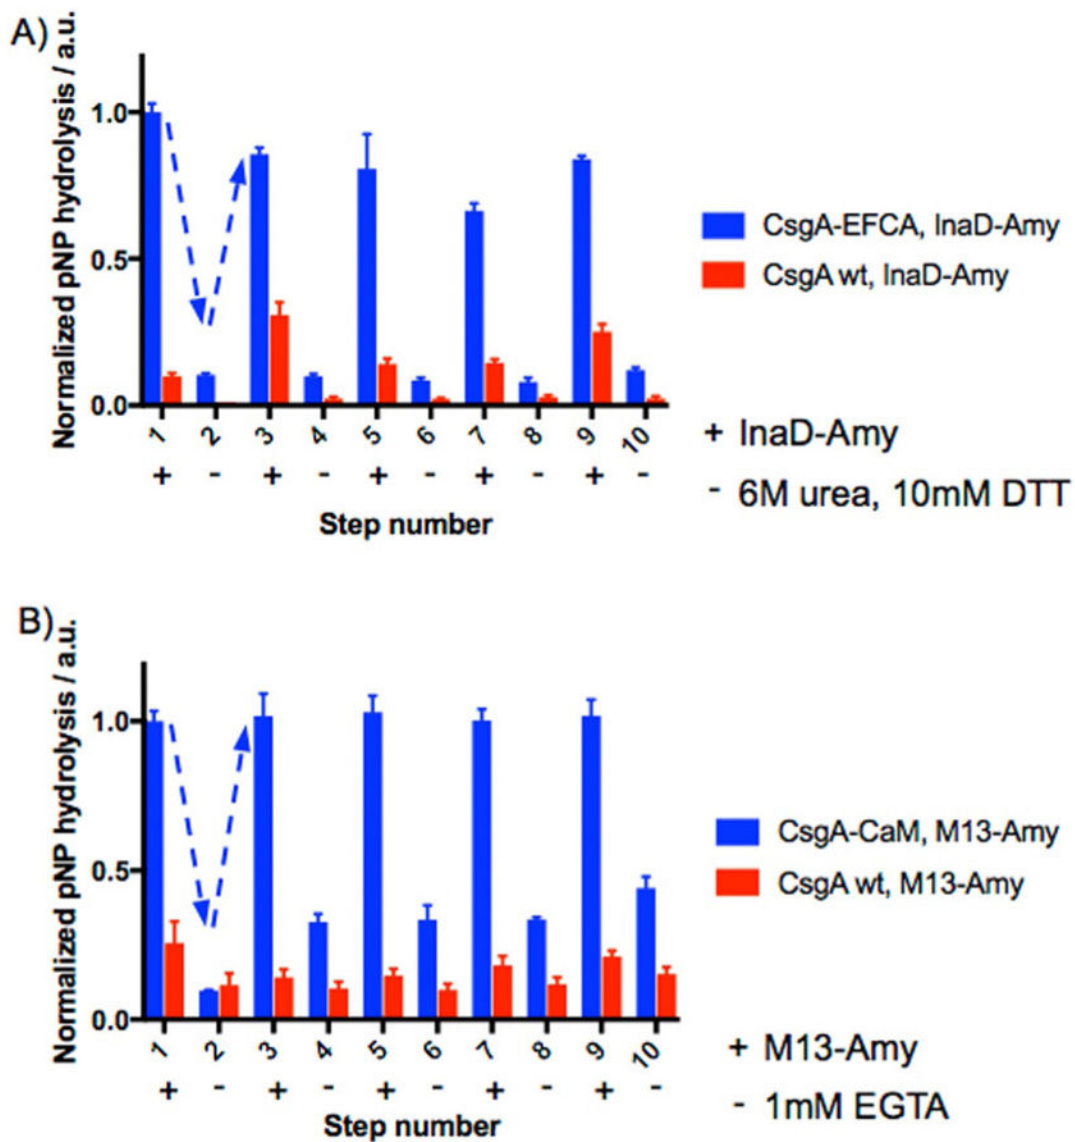 A)
Normalized pNP hydrolysis / a.u.
1.0
0.5
0.0
1 2 3 4 5 6 7 8 9 10
+ - + - + - + - + -
Step number
CsgA-EFCA, InaD-Amy
CsgA wt, InaD-Amy
+ InaD-Amy
- 6M urea, 10mM DTT
B)
Normalized pNP hydrolysis / a.u.
1.0
0.5
0.0
1 2 3 4 5 6 7 8 9 10
+ - + - + - + - + -
Step number
CsgA-CaM, M13-Amy
CsgA wt, M13-Amy
+ M13-Amy
- 1mM EGTA